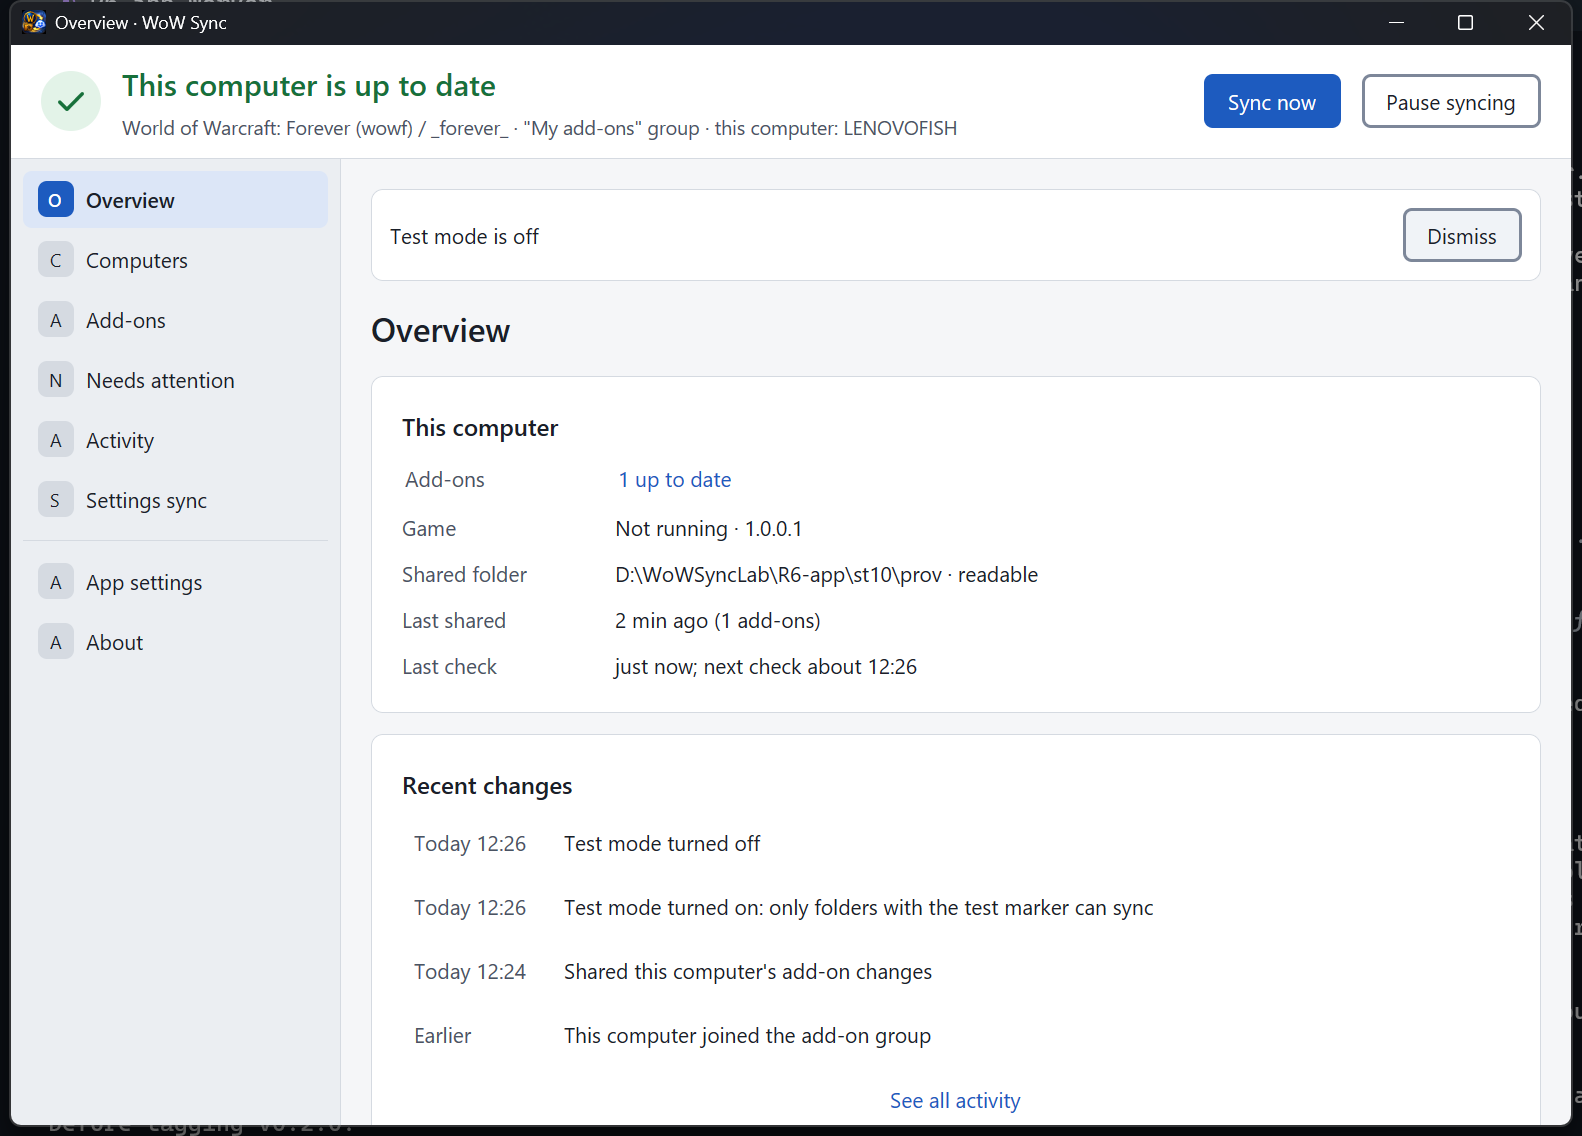 Overview · WoW Sync
This computer is up to date
World of Warcraft: Forever (wowf) / _forever_ · "My add-ons" group · this computer: LENOVOFISH
Sync now
Pause syncing
O Overview
C Computers
A Add-ons
N Needs attention
A Activity
S Settings sync
A App settings
A About
Test mode is off
Dismiss
Overview
This computer
Add-ons 1 up to date
Game Not running · 1.0.0.1
Shared folder D:\WoWSyncLab\R6-app\st10\prov · readable
Last shared 2 min ago (1 add-ons)
Last check just now; next check about 12:26
Recent changes
Today 12:26 Test mode turned off
Today 12:26 Test mode turned on: only folders with the test marker can sync
Today 12:24 Shared this computer's add-on changes
Earlier This computer joined the add-on group
See all activity